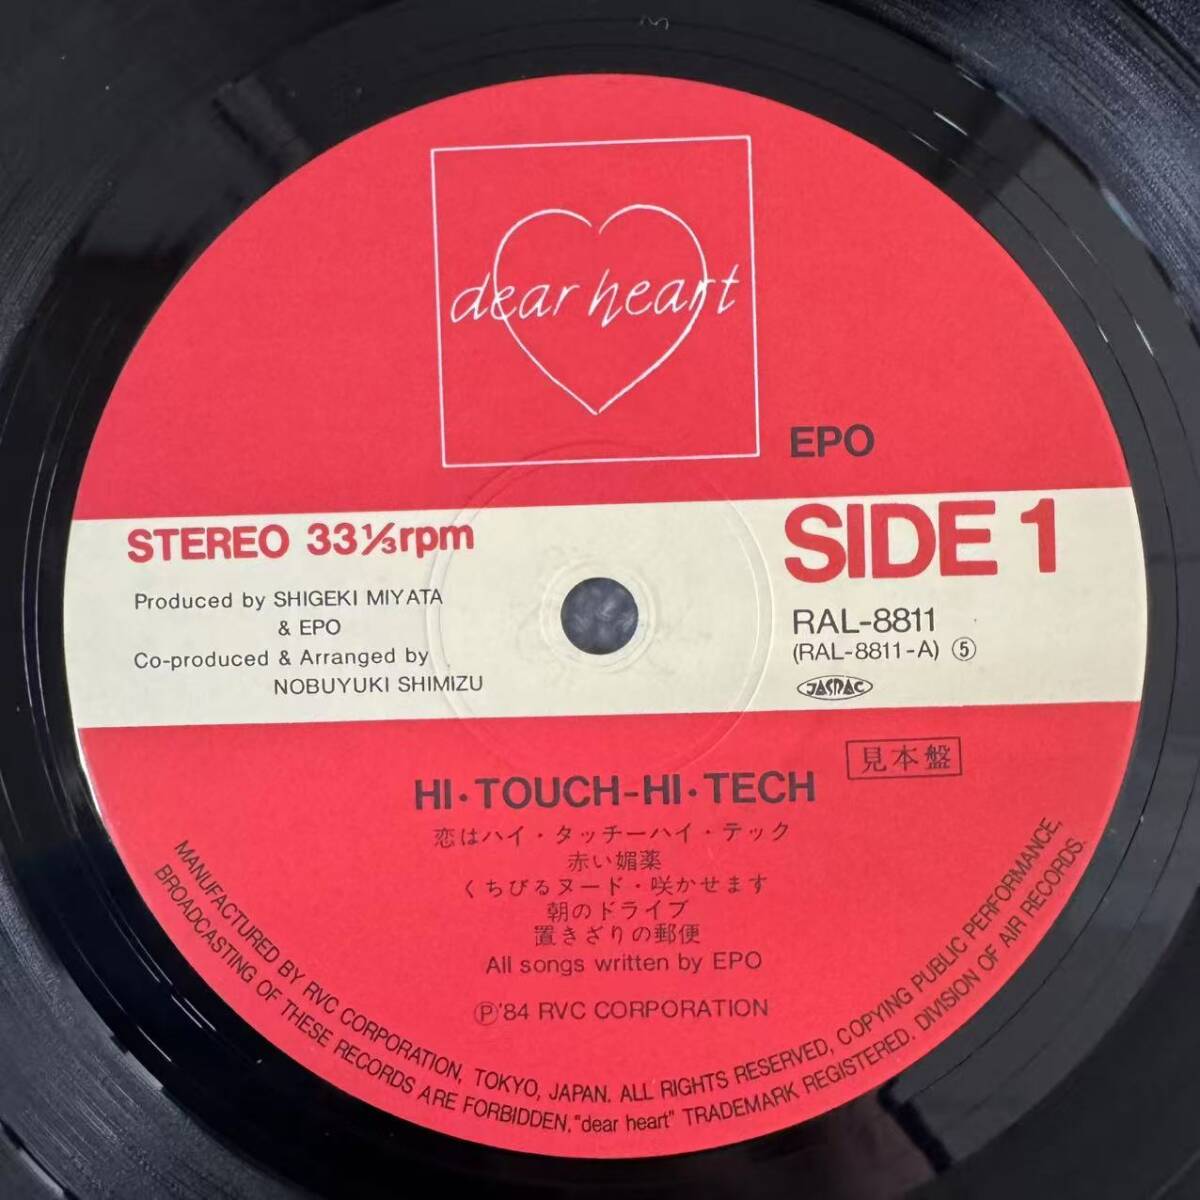 dear heart
EPO
STEREO 33⅓rpm
SIDE 1
Produced by SHIGEKI MIYATA
& EPO
Co-produced & Arranged by
NOBUYUKI SHIMIZU
RAL-8811
(RAL-8811-A) ⑤
JASRAC
見本盤
HI・TOUCH-HI・TECH
恋はハイ・タッチーハイ・テック
赤い媚薬
くちびるヌード・咲かせます
朝のドライブ
置きざりの郵便
All songs written by EPO
Ⓟ'84 RVC CORPORATION
MANUFACTURED BY RVC CORPORATION, TOKYO, JAPAN. ALL RIGHTS RESERVED, COPYING PUBLIC PERFORMANCE,
BROADCASTING OF THESE RECORDS ARE FORBIDDEN, "dear heart" TRADEMARK REGISTERED. DIVISION OF AIR RECORDS.